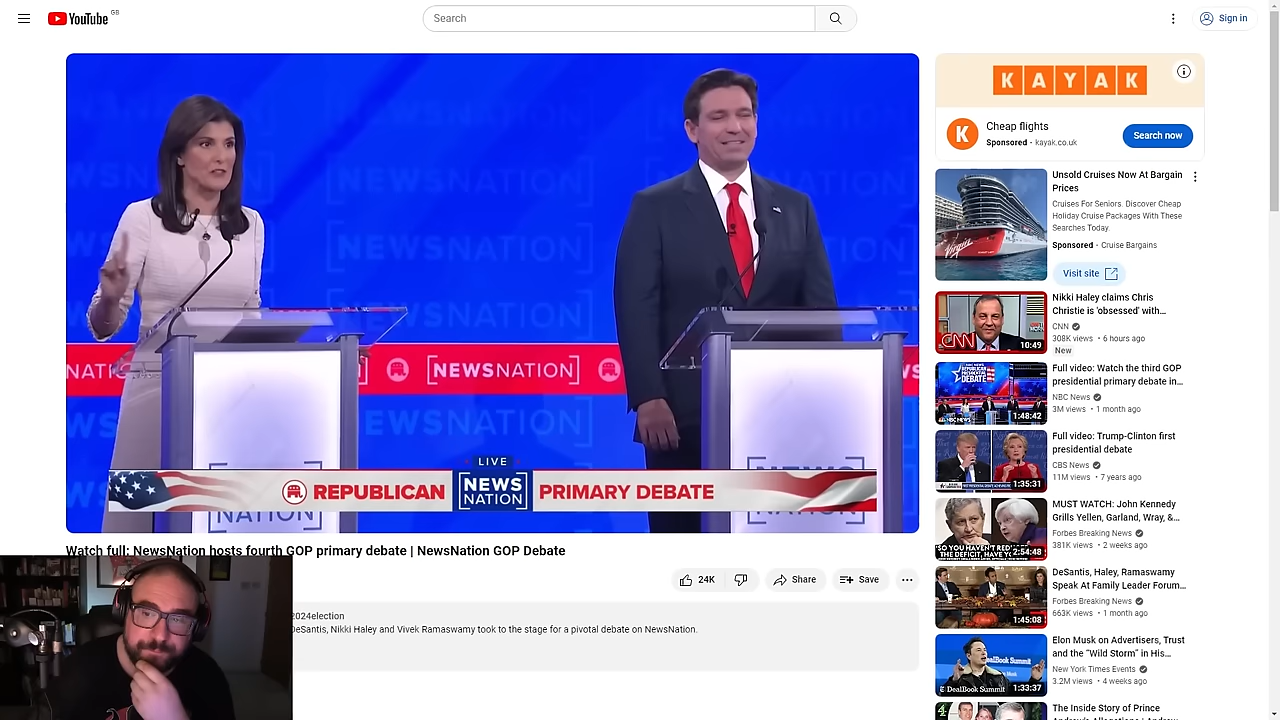 YouTube GB
Search
Sign in
NEWSNATION
NEWSNATION
LIVE
REPUBLICAN
NEWS
NATION
PRIMARY DEBATE
NATION
Watch full: NewsNation hosts fourth GOP primary debate | NewsNation GOP Debate
24K
Share
Save
2024election
DeSantis, Nikki Haley and Vivek Ramaswamy took to the stage for a pivotal debate on NewsNation.
KAYAK
K
Cheap flights
Sponsored · kayak.co.uk
Search now
Unsold Cruises Now At Bargain
Prices
Cruises For Seniors. Discover Cheap
Holiday Cruise Packages With These
Searches Today.
Sponsored · Cruise Bargains
Visit site
Virgin
Nikki Haley claims Chris
Christie is 'obsessed' with…
CNN
308K views • 6 hours ago
New
CNN
10:49
Full video: Watch the third GOP
presidential primary debate in…
NBC News
3M views • 1 month ago
1:48:42
Full video: Trump-Clinton first
presidential debate
CBS News
11M views • 7 years ago
1:35:31
MUST WATCH: John Kennedy
Grills Yellen, Garland, Wray, &…
Forbes Breaking News
381K views • 2 weeks ago
2:54:48
DeSantis, Haley, Ramaswamy
Speak At Family Leader Forum…
Forbes Breaking News
663K views • 1 month ago
1:45:08
Elon Musk on Advertisers, Trust
and the “Wild Storm” in His…
New York Times Events
3.2M views • 4 weeks ago
DealBook Summit
1:33:37
The Inside Story of Prince